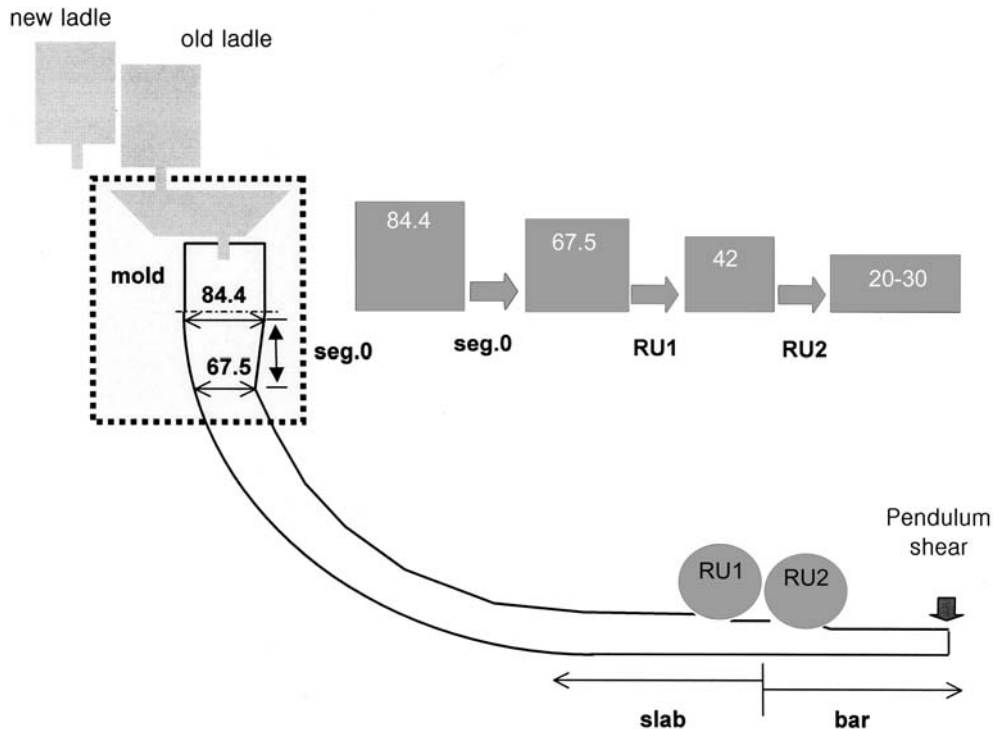 new ladle
old ladle
mold
84.4
67.5
seg.0
84.4
67.5
42
20-30
seg.0
RU1
RU2
Pendulum
shear
RU1
RU2
slab
bar